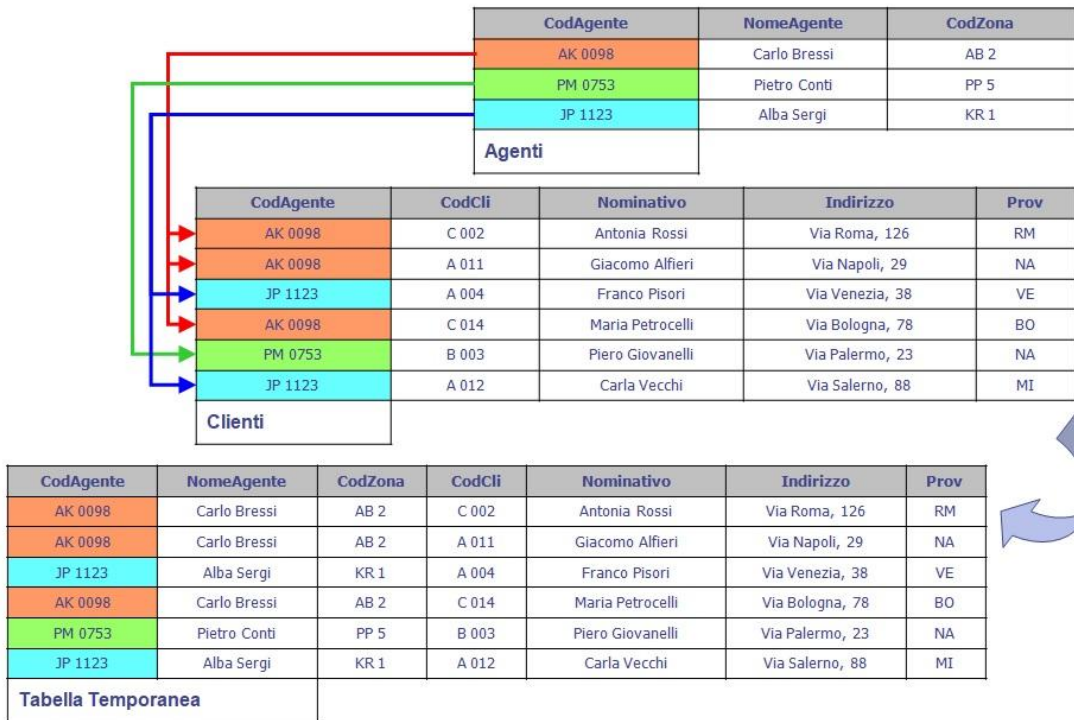 CodAgente NomeAgente CodZona
AK 0098 Carlo Bressi AB 2
PM 0753 Pietro Conti PP 5
JP 1123 Alba Sergi KR 1
Agenti
CodAgente CodCli Nominativo Indirizzo Prov
AK 0098 C 002 Antonia Rossi Via Roma, 126 RM
AK 0098 A 011 Giacomo Alfieri Via Napoli, 29 NA
JP 1123 A 004 Franco Pisori Via Venezia, 38 VE
AK 0098 C 014 Maria Petrocelli Via Bologna, 78 BO
PM 0753 B 003 Piero Giovanelli Via Palermo, 23 NA
JP 1123 A 012 Carla Vecchi Via Salerno, 88 MI
Clienti
CodAgente NomeAgente CodZona CodCli Nominativo Indirizzo Prov
AK 0098 Carlo Bressi AB 2 C 002 Antonia Rossi Via Roma, 126 RM
AK 0098 Carlo Bressi AB 2 A 011 Giacomo Alfieri Via Napoli, 29 NA
JP 1123 Alba Sergi KR 1 A 004 Franco Pisori Via Venezia, 38 VE
AK 0098 Carlo Bressi AB 2 C 014 Maria Petrocelli Via Bologna, 78 BO
PM 0753 Pietro Conti PP 5 B 003 Piero Giovanelli Via Palermo, 23 NA
JP 1123 Alba Sergi KR 1 A 012 Carla Vecchi Via Salerno, 88 MI
Tabella Temporanea